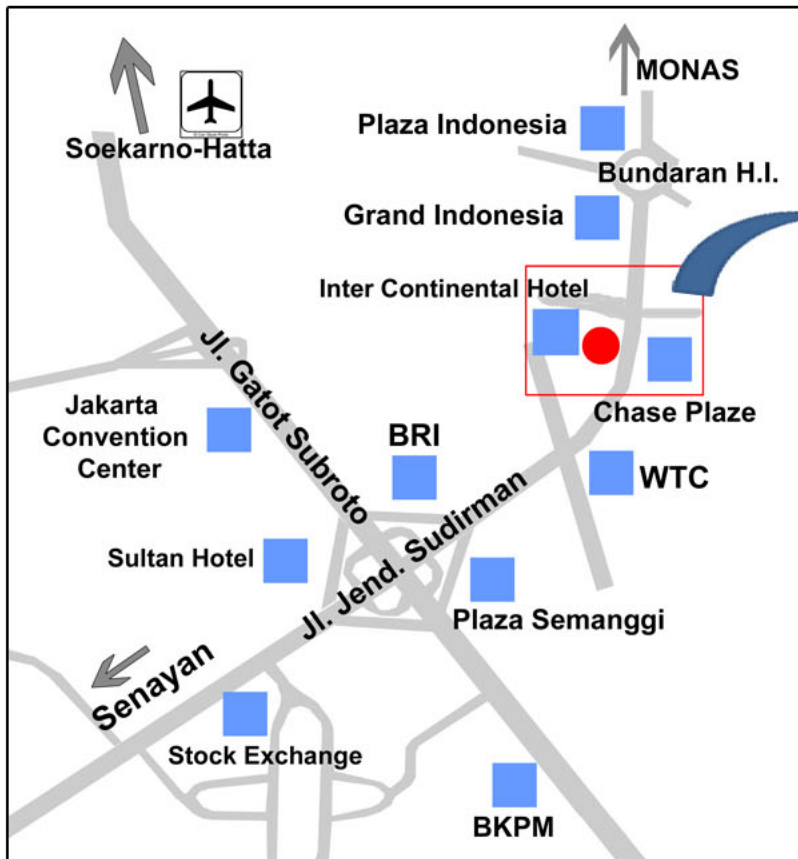 MONAS
Plaza Indonesia
Soekarno-Hatta
Bundaran H.I.
Grand Indonesia
Inter Continental Hotel
Jl. Gatot Subroto
Jakarta
Convention
Center
Chase Plaze
BRI
WTC
Jl. Jend. Sudirman
Sultan Hotel
Plaza Semanggi
Senayan
Stock Exchange
BKPM